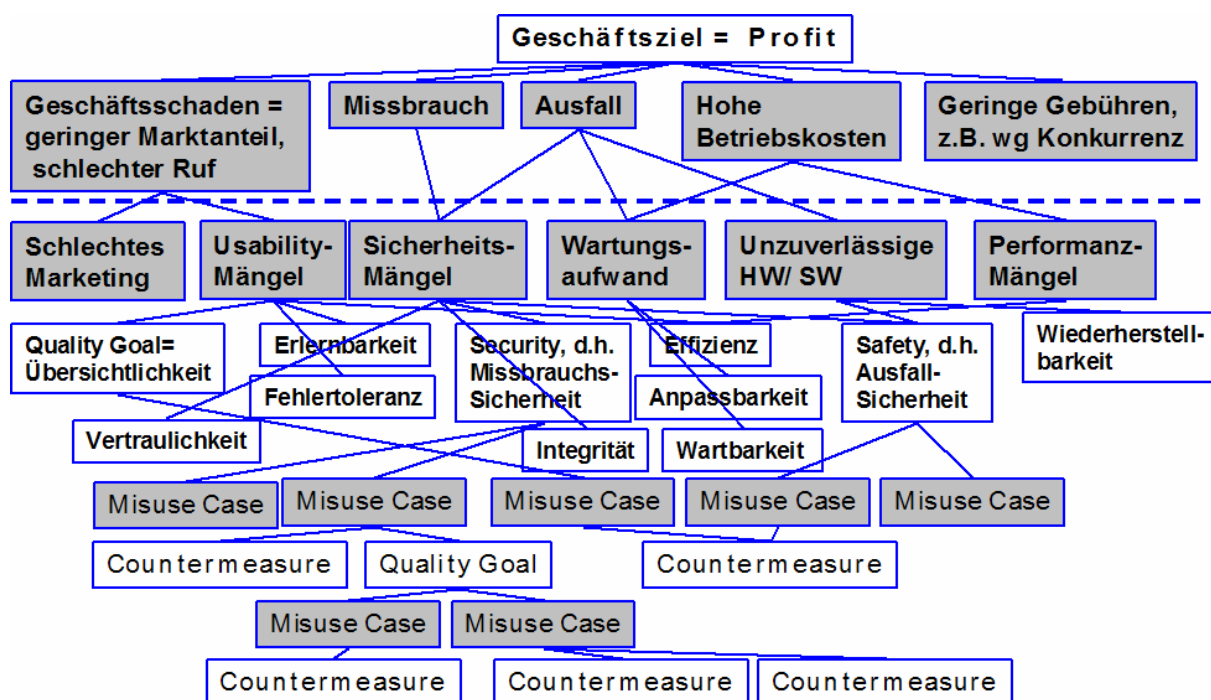 Geschäftsziel = Profit
Geschäftsschaden =
geringer Marktanteil,
schlechter Ruf
Missbrauch
Ausfall
Hohe
Betriebskosten
Geringe Gebühren,
z.B. wg Konkurrenz
Schlechtes
Marketing
Usability-
Mängel
Sicherheits-
Mängel
Wartungs-
aufwand
Unzuverlässige
HW/ SW
Performanz-
Mängel
Quality Goal=
Übersichtlichkeit
Erlernbarkeit
Security, d.h.
Missbrauchs-
Sicherheit
Effizienz
Safety, d.h.
Ausfall-
Sicherheit
Wiederherstell-
barkeit
Fehlertoleranz
Anpassbarkeit
Vertraulichkeit
Integrität
Wartbarkeit
Misuse Case
Misuse Case
Misuse Case
Misuse Case
Misuse Case
Countermeasure
Quality Goal
Countermeasure
Misuse Case
Misuse Case
Countermeasure
Countermeasure
Countermeasure